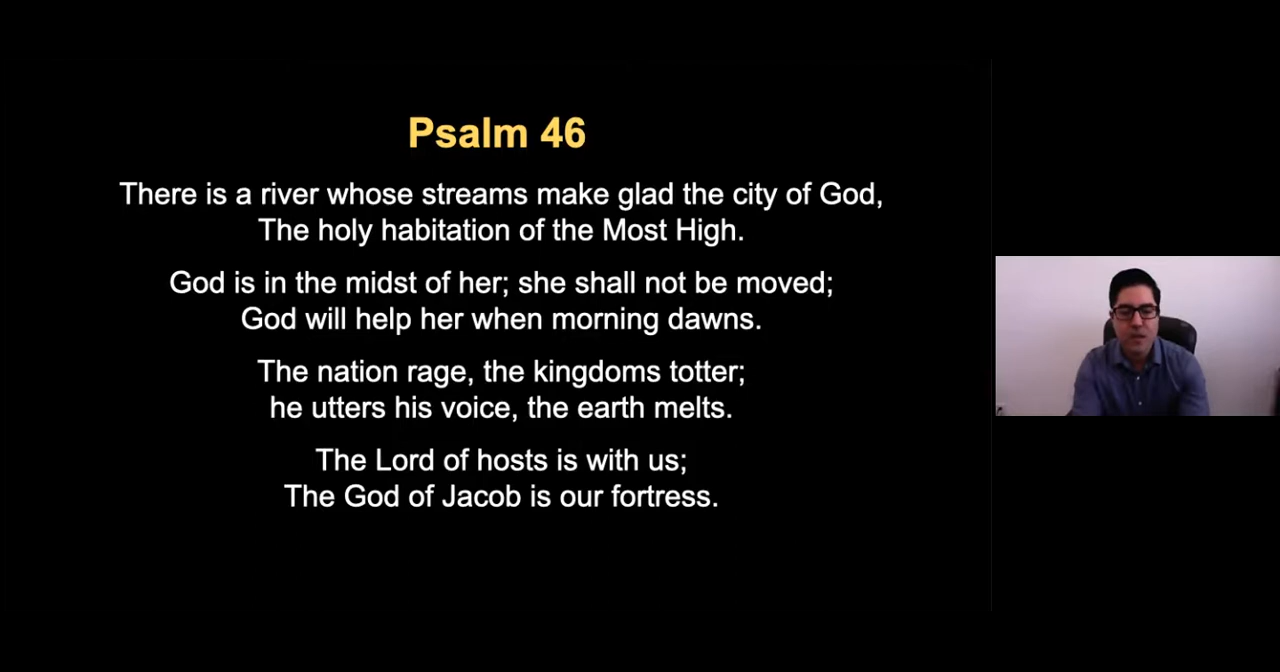 Psalm 46
There is a river whose streams make glad the city of God,
The holy habitation of the Most High.
God is in the midst of her; she shall not be moved;
God will help her when morning dawns.
The nation rage, the kingdoms totter;
he utters his voice, the earth melts.
The Lord of hosts is with us;
The God of Jacob is our fortress.